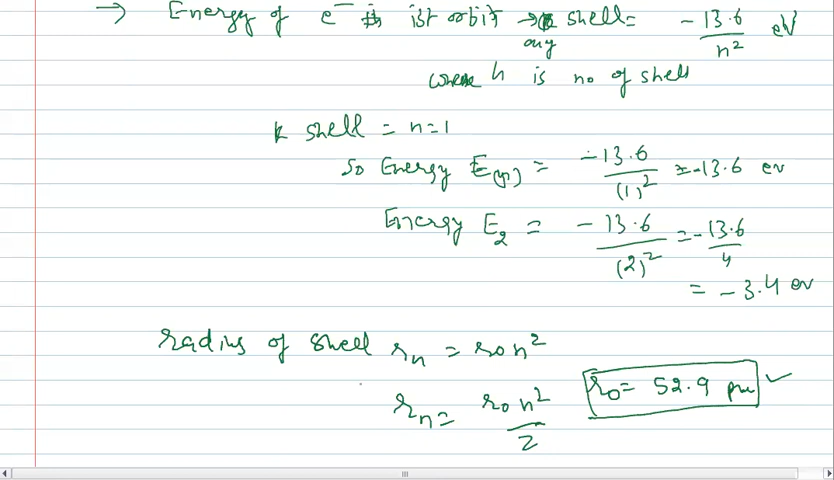 → Energy of e⁻ in 1st orbit → any shell = -13.6/n² eV
where n is no of shell
K shell = n=1
So Energy E(n) = -13.6/(1)² = -13.6 ev
Energy E₂ = -13.6/(2)² = -13.6/4
= -3.4 ev
radius of shell rn = r0n²
rn = r0n²/Z r0 = 52.9 pm ✓